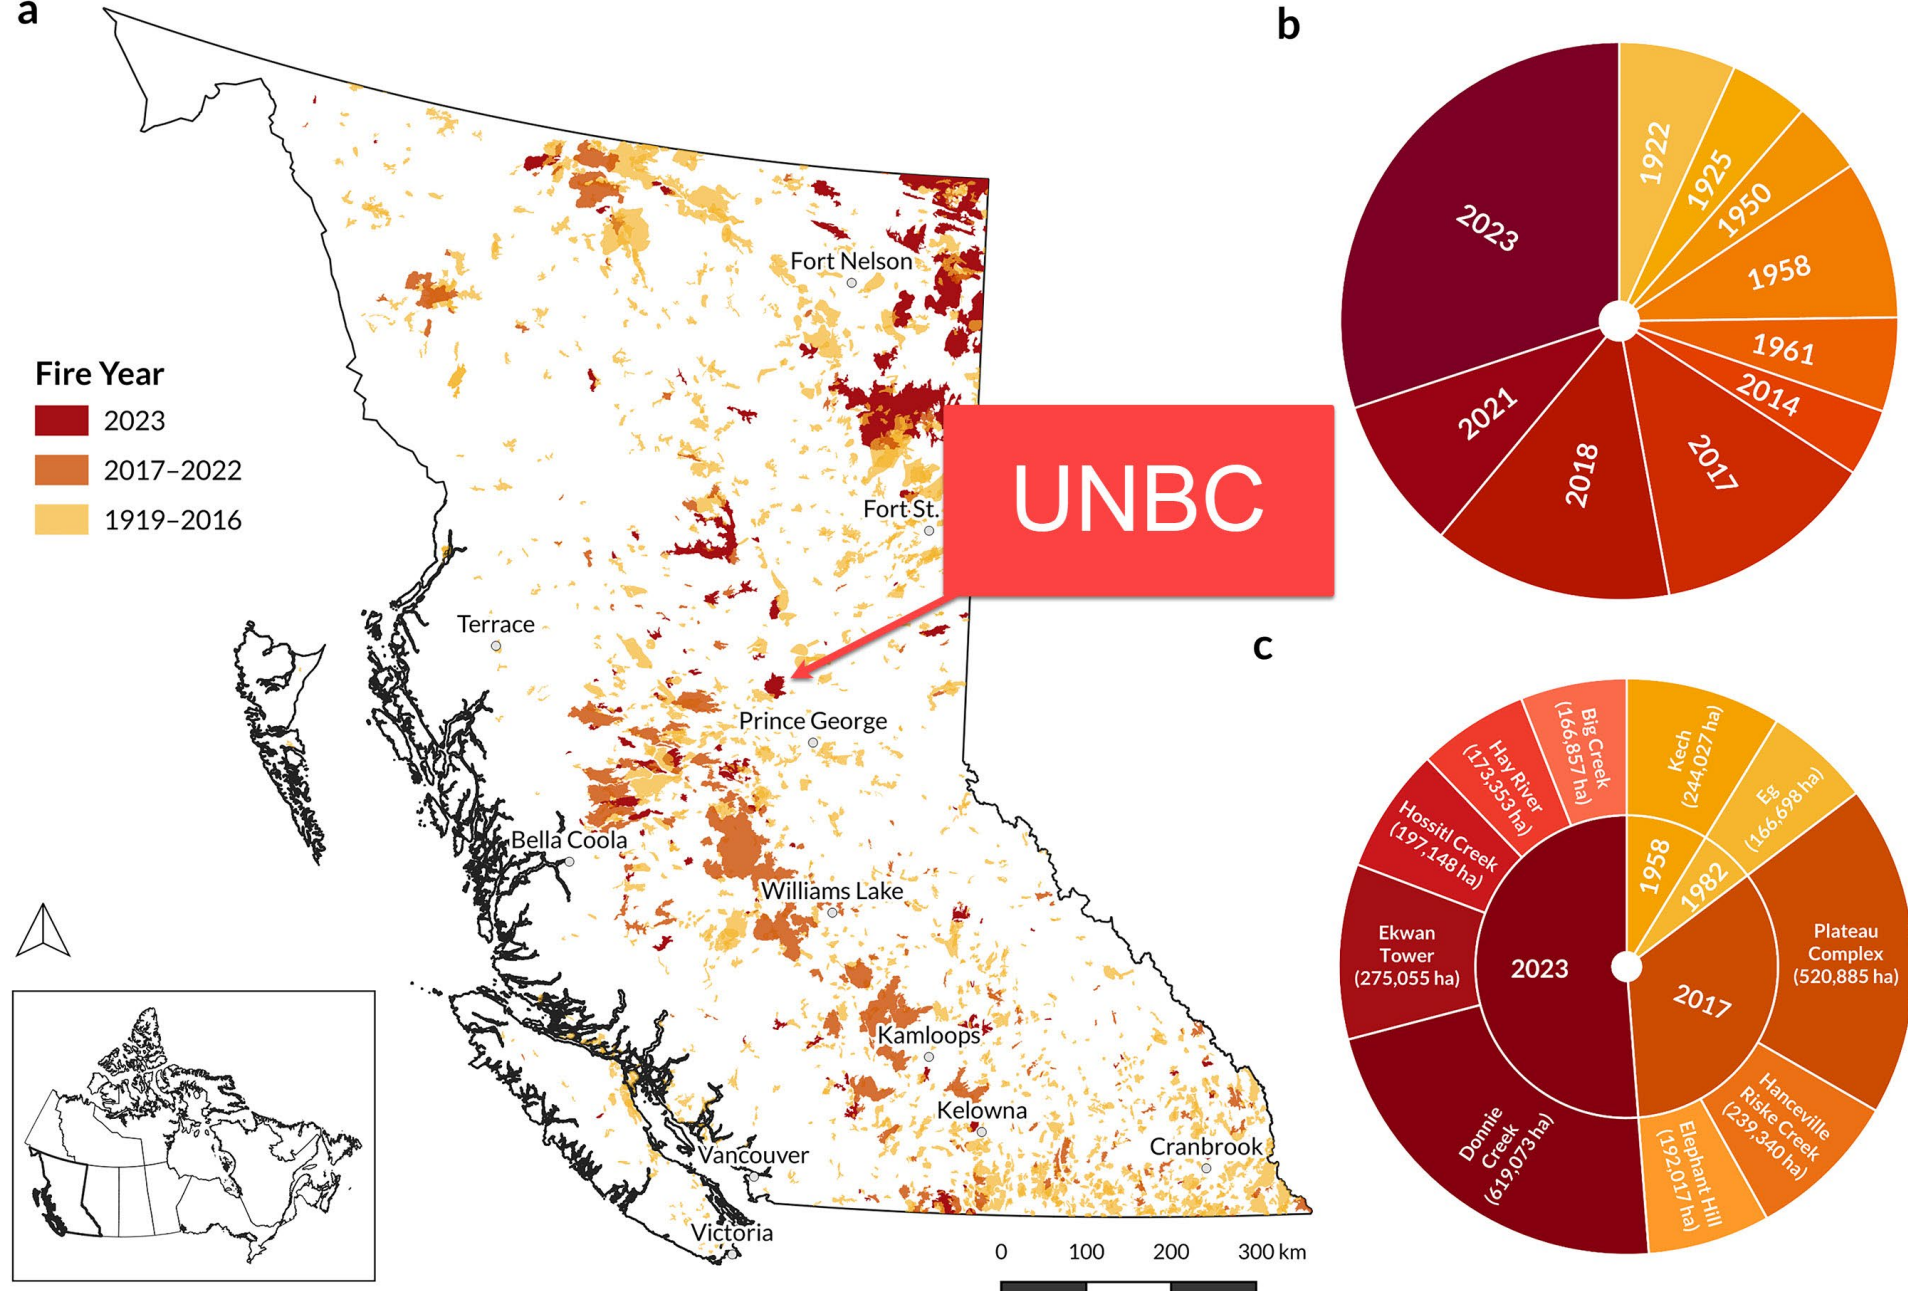 a
Fire Year
2023
2017–2022
1919–2016
Fort Nelson
Fort St.
UNBC
Terrace
Prince George
Bella Coola
Williams Lake
Kamloops
Kelowna
Cranbrook
Vancouver
Victoria
0 100 200 300 km
b
1922
1925
1950
1958
1961
2014
2017
2018
2021
2023
c
Kech
(244,027 ha)
Eg
(166,698 ha)
Plateau
Complex
(520,885 ha)
Hanceville
Riske Creek
(239,340 ha)
Elephant Hill
(192,017 ha)
Donnie
Creek
(619,073 ha)
Ekwan
Tower
(275,055 ha)
Hossitl Creek
(197,148 ha)
Hay River
(173,353 ha)
Big Creek
(166,857 ha)
1958
1982
2017
2023